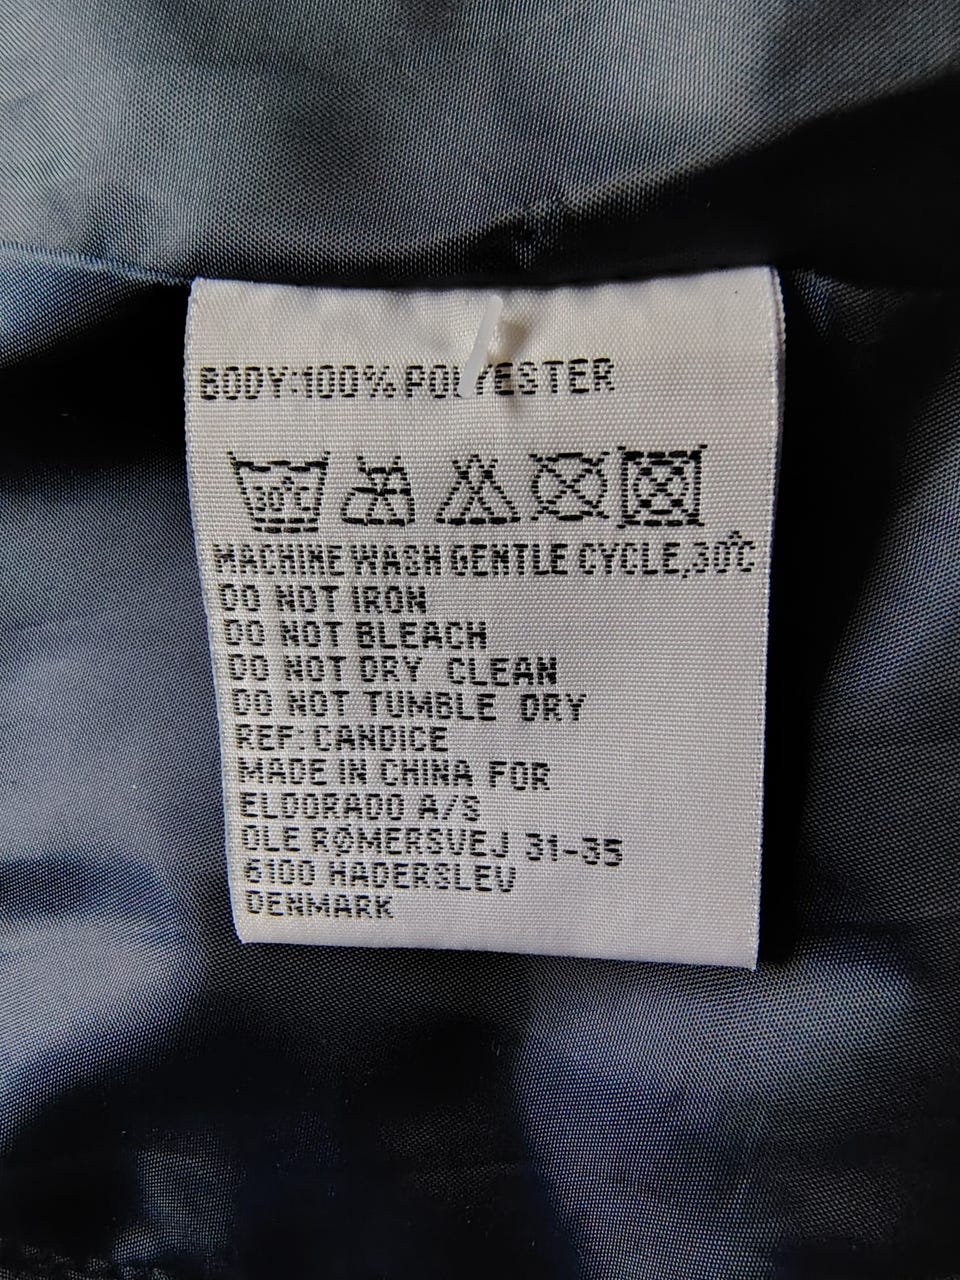 BODY:100% POLYESTER
30°C
MACHINE WASH GENTLE CYCLE,30°C
DO NOT IRON
DO NOT BLEACH
DO NOT DRY CLEAN
DO NOT TUMBLE DRY
REF: CANDICE
MADE IN CHINA FOR
ELDORADO A/S
OLE RØMERSVEJ 31-35
6100 HADERSLEV
DENMARK